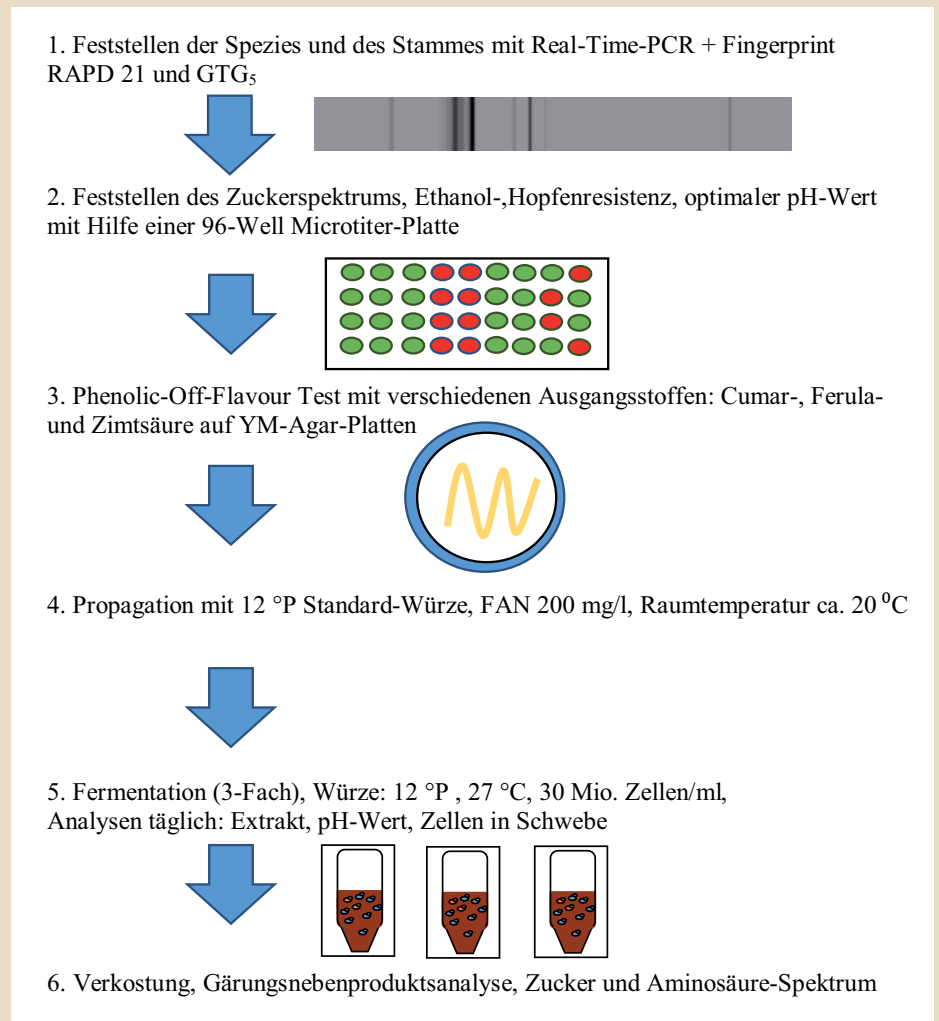 1. Feststellen der Spezies und des Stammes mit Real-Time-PCR + Fingerprint
RAPD 21 und GTG₅
2. Feststellen des Zuckerspektrums, Ethanol-,Hopfenresistenz, optimaler pH-Wert
mit Hilfe einer 96-Well Microtiter-Platte
3. Phenolic-Off-Flavour Test mit verschiedenen Ausgangsstoffen: Cumar-, Ferula-
und Zimtsäure auf YM-Agar-Platten
4. Propagation mit 12 °P Standard-Würze, FAN 200 mg/l, Raumtemperatur ca. 20 ⁰C
5. Fermentation (3-Fach), Würze: 12 °P , 27 °C, 30 Mio. Zellen/ml,
Analysen täglich: Extrakt, pH-Wert, Zellen in Schwebe
6. Verkostung, Gärungsnebenproduktsanalyse, Zucker und Aminosäure-Spektrum